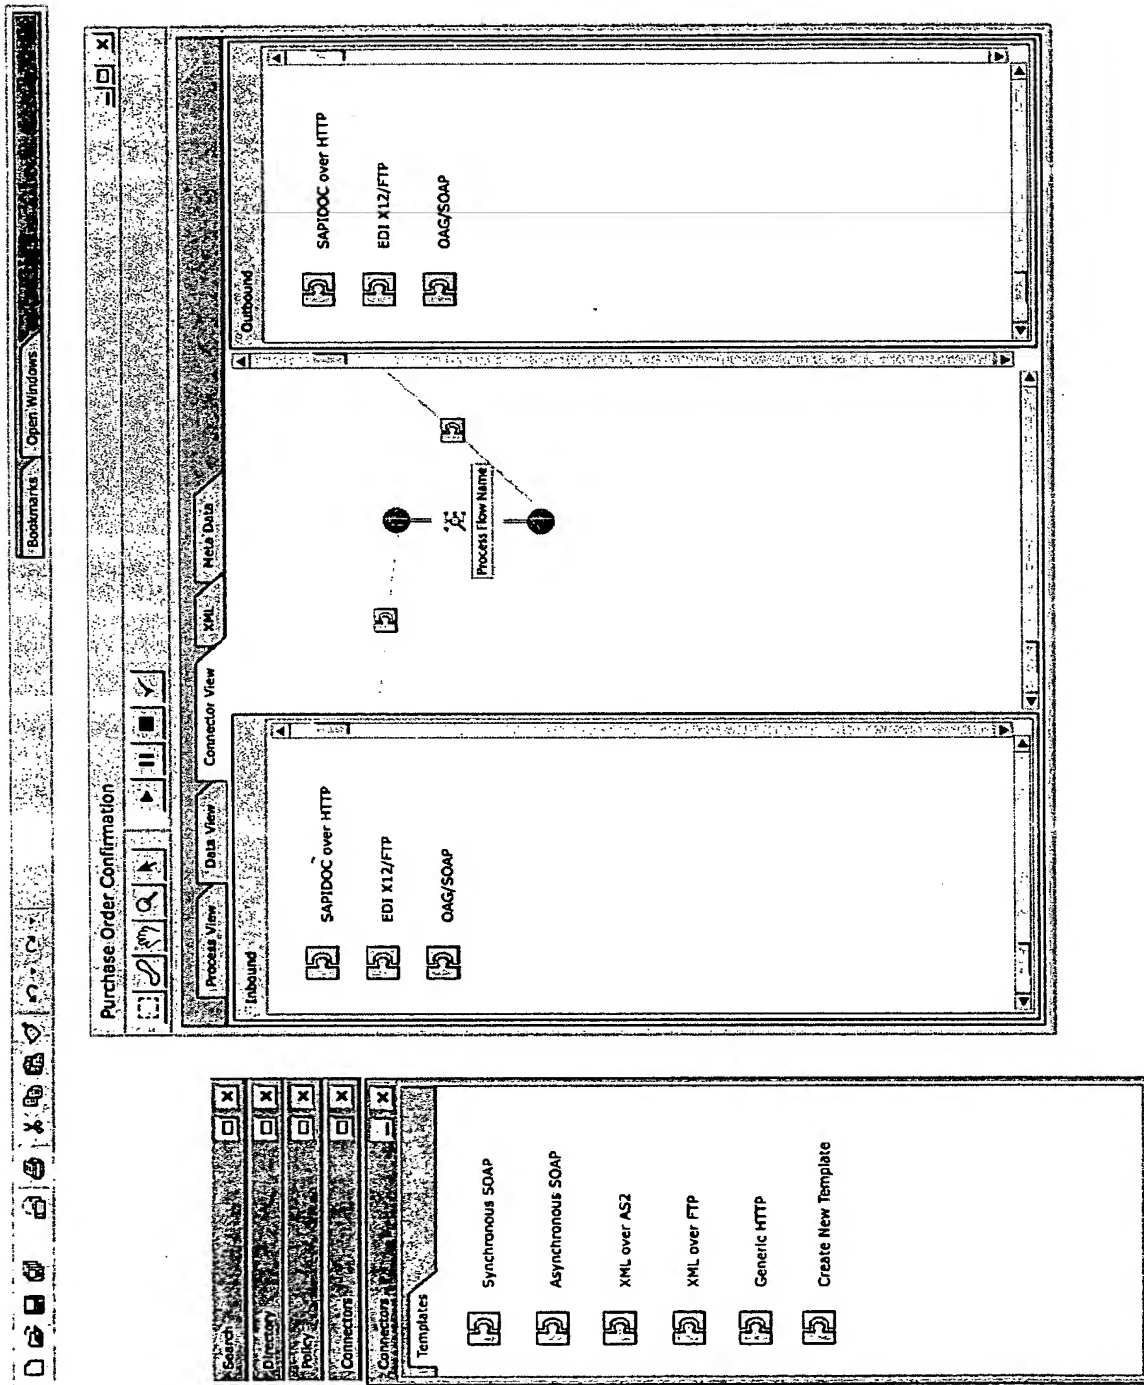 Bookmarks
Open Windows
Search
Directory
Policy
Connectors
Connectors
Templates
Synchronous SOAP
Asynchronous SOAP
XML over AS2
XML over FTP
Generic HTTP
Create New Template
Purchase Order Confirmation
Process View
Data View
Connector View
XML
Meta Data
Inbound
SAPIDOC over HTTP
EDI X12/FTP
OAG/SOAP
Process Flow Name
Outbound
SAPIDOC over HTTP
EDI X12/FTP
OAG/SOAP